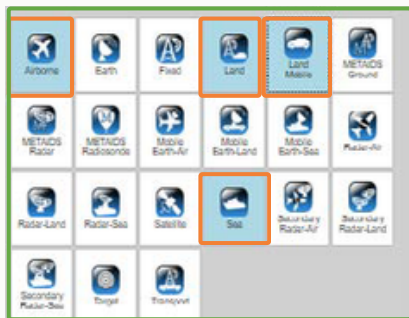 Airborne
Earth
Fixed
Land
Land
Mobile
METAIDS
Ground
METAIDS
Radar
METAIDS
Radiosonde
Mobile
Earth-Air
Mobile
Earth-Land
Mobile
Earth-Sea
Radar-Air
Radar-Land
Radar-Sea
Satellite
Sea
Secondary
Radar-Air
Secondary
Radar-Land
Secondary
Radar-Sea
Target
Transport